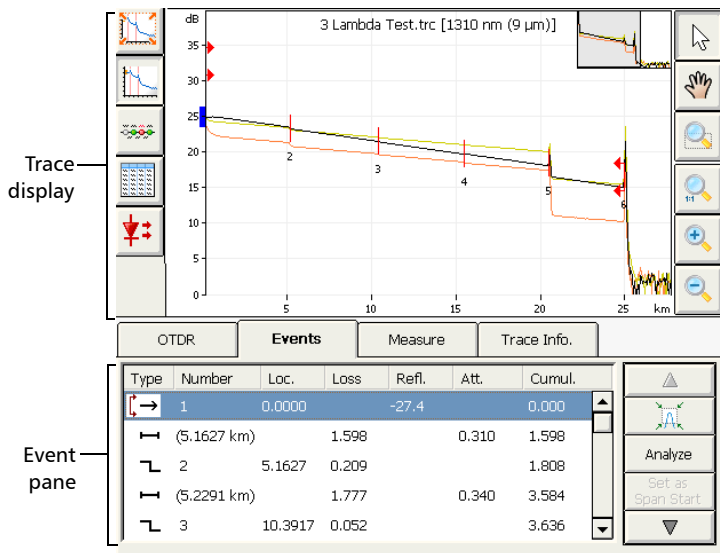 dB
3 Lambda Test.trc [1310 nm (9 µm)]
35
30
25
20
15
10
5
0
2
3
4
5
6
5
10
15
20
25
km
1:1
Trace
display
OTDR
Events
Measure
Trace Info.
Type Number Loc. Loss Refl. Att. Cumul.
1 0.0000 -27.4 0.000
(5.1627 km) 1.598 0.310 1.598
2 5.1627 0.209 1.808
(5.2291 km) 1.777 0.340 3.584
3 10.3917 0.052 3.636
Event
pane
Analyze
Set as
Span Start